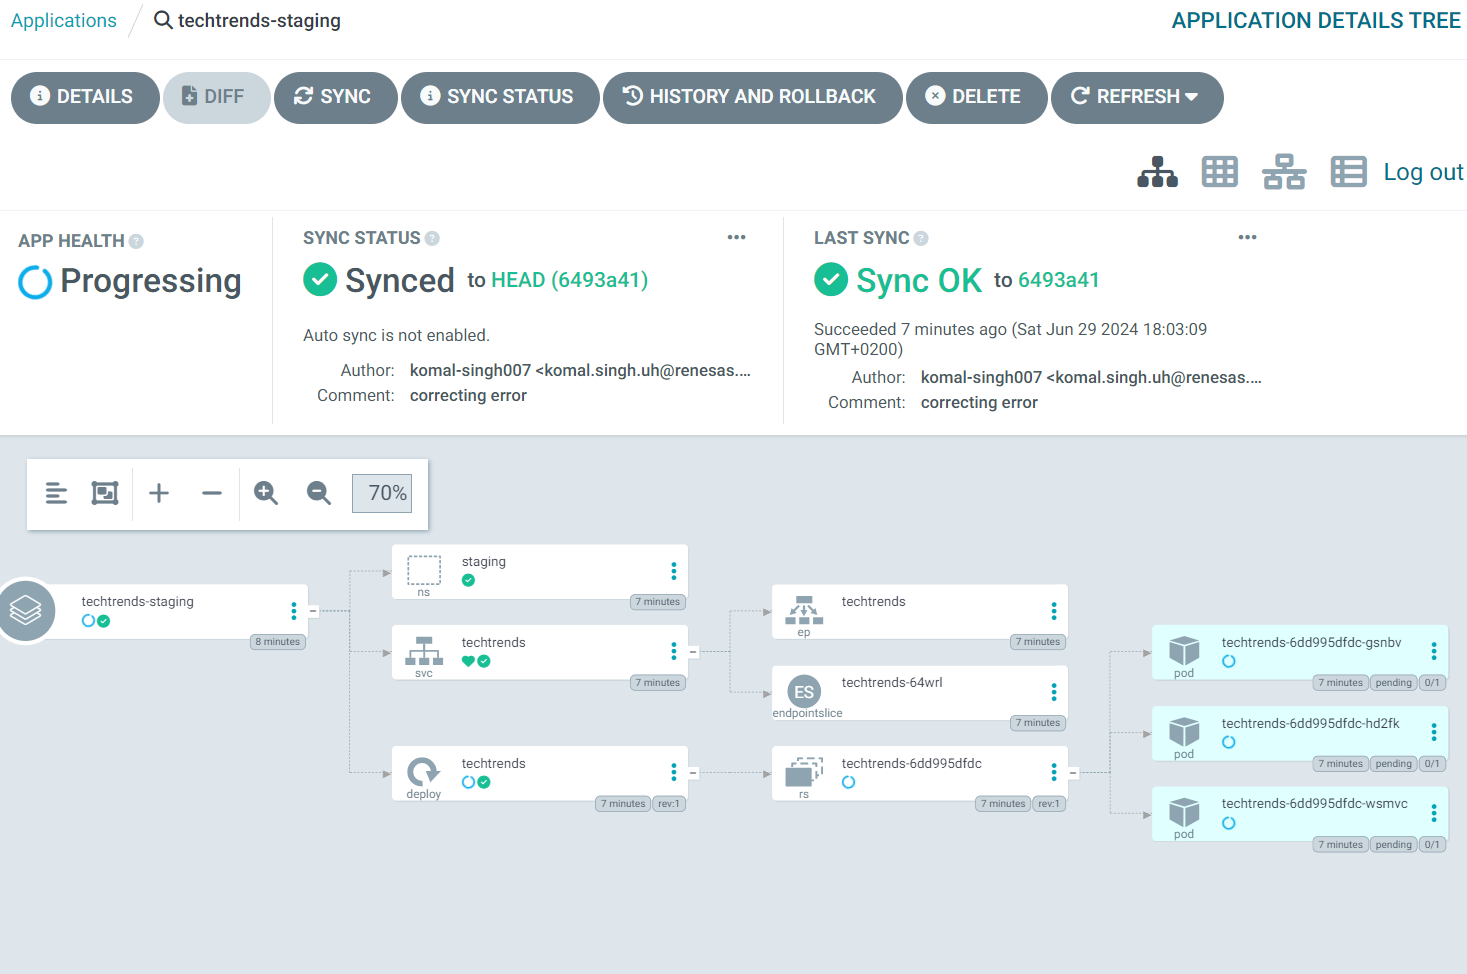 Applications / techtrends-staging APPLICATION DETAILS TREE
DETAILS DIFF SYNC SYNC STATUS HISTORY AND ROLLBACK DELETE REFRESH
Log out
APP HEALTH
Progressing
SYNC STATUS
Synced to HEAD (6493a41)
Auto sync is not enabled.
Author: komal-singh007 <komal.singh.uh@renesas....
Comment: correcting error
LAST SYNC
Sync OK to 6493a41
Succeeded 7 minutes ago (Sat Jun 29 2024 18:03:09
GMT+0200)
Author: komal-singh007 <komal.singh.uh@renesas....
Comment: correcting error
70%
techtrends-staging
8 minutes
staging
ns
7 minutes
techtrends
svc
7 minutes
techtrends
deploy
7 minutes rev:1
techtrends
ep
7 minutes
ES
techtrends-64wrl
endpointslice
7 minutes
techtrends-6dd995dfdc
rs
7 minutes rev:1
techtrends-6dd995dfdc-gsnbv
pod
7 minutes pending 0/1
techtrends-6dd995dfdc-hd2fk
pod
7 minutes pending 0/1
techtrends-6dd995dfdc-wsmvc
pod
7 minutes pending 0/1